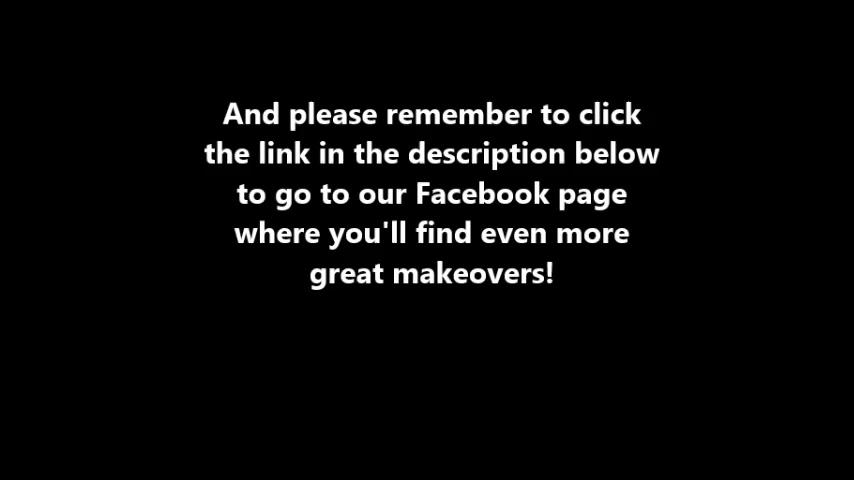 And please remember to click
the link in the description below
to go to our Facebook page
where you'll find even more
great makeovers!